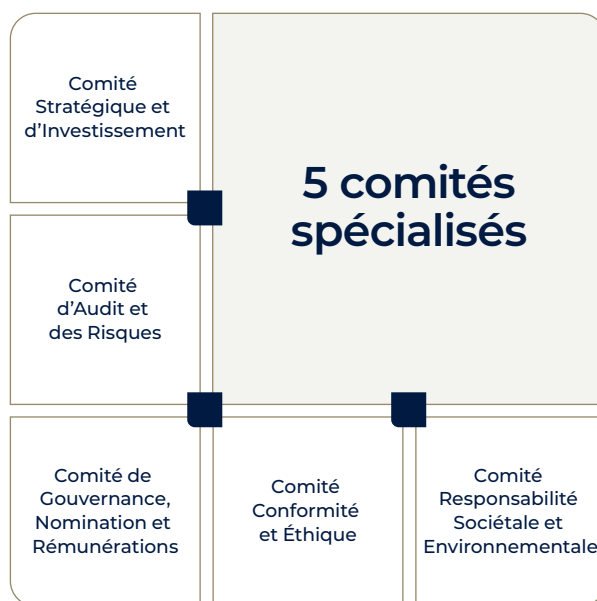 Comité
Stratégique et
d’Investissement
5 comités
spécialisés
Comité
d’Audit et
des Risques
Comité de
Gouvernance,
Nomination et
Rémunérations
Comité
Conformité
et Éthique
Comité
Responsabilité
Sociétale et
Environnementale